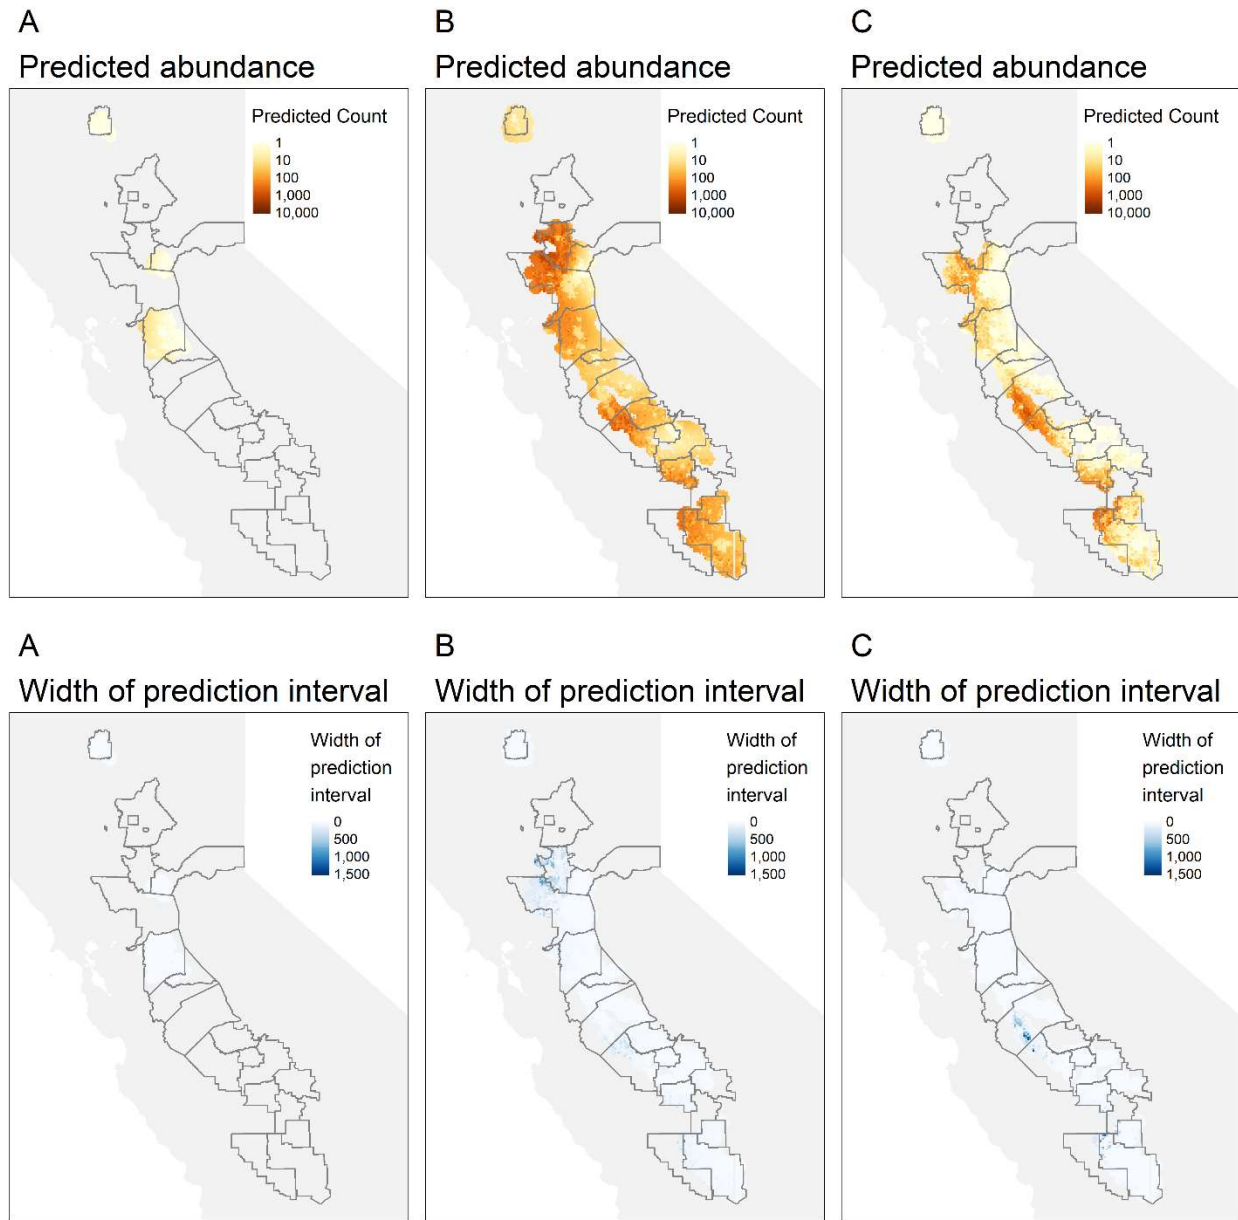 A
Predicted abundance
Predicted Count
1
10
100
1,000
10,000
B
Predicted abundance
Predicted Count
1
10
100
1,000
10,000
C
Predicted abundance
Predicted Count
1
10
100
1,000
10,000
A
Width of prediction interval
Width of
prediction
interval
0
500
1,000
1,500
B
Width of prediction interval
Width of
prediction
interval
0
500
1,000
1,500
C
Width of prediction interval
Width of
prediction
interval
0
500
1,000
1,500